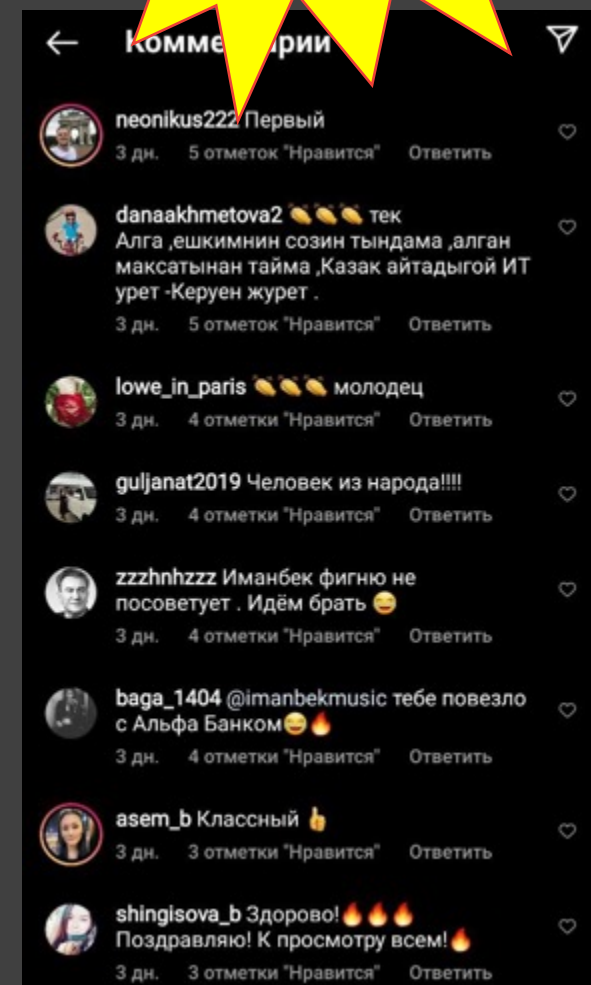 Комме рии
neonikus222 Первый
3 дн. 5 отметок "Нравится" Ответить
danaakhmetova2 👏👏👏 тек
Алга ,ешкимнин созин тындама ,алган
максатынан тайма ,Казак айтадыгой ИТ
урет -Керуен журет .
3 дн. 5 отметок "Нравится" Ответить
lowe_in_paris 👏👏👏 молодец
3 дн. 4 отметки "Нравится" Ответить
guljanat2019 Человек из народа!!!!
3 дн. 4 отметки "Нравится" Ответить
zzzhnhzzz Иманбек фигню не
посоветует . Идём брать 😄
3 дн. 4 отметки "Нравится" Ответить
baga_1404 @imanbekmusic тебе повезло
с Альфа Банком😄🔥
3 дн. 4 отметки "Нравится" Ответить
asem_b Классный 👍
3 дн. 3 отметки "Нравится" Ответить
shingisova_b Здорово!🔥🔥🔥
Поздравляю! К просмотру всем!🔥
3 дн. 3 отметки "Нравится" Ответить